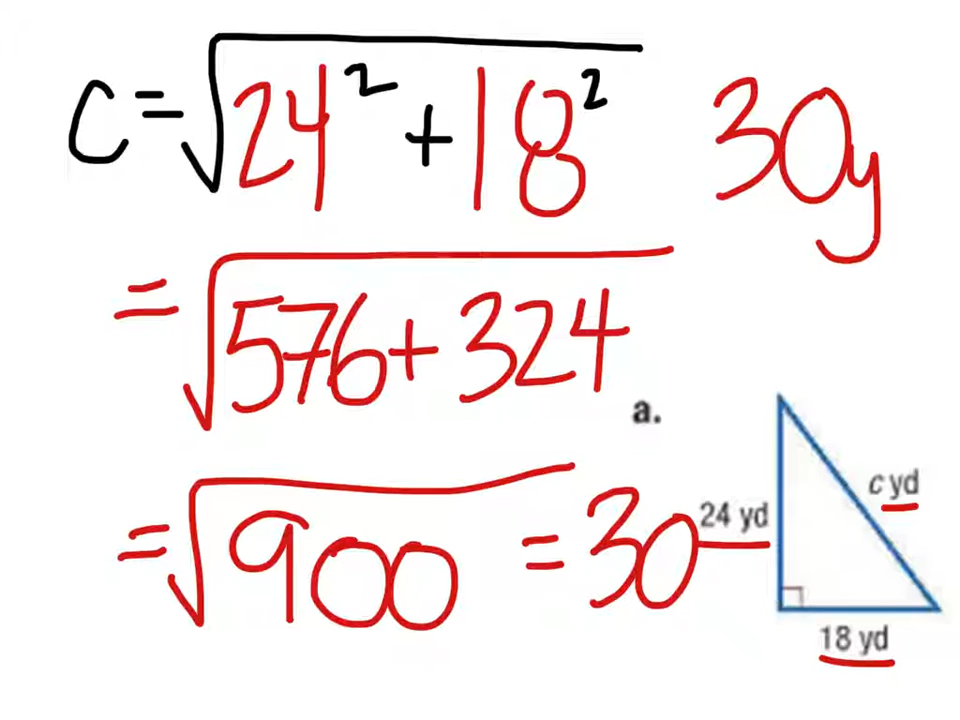 c = √24² + 18²
30y
= √576 + 324
= √900 = 30
a.
24 yd
c yd
18 yd